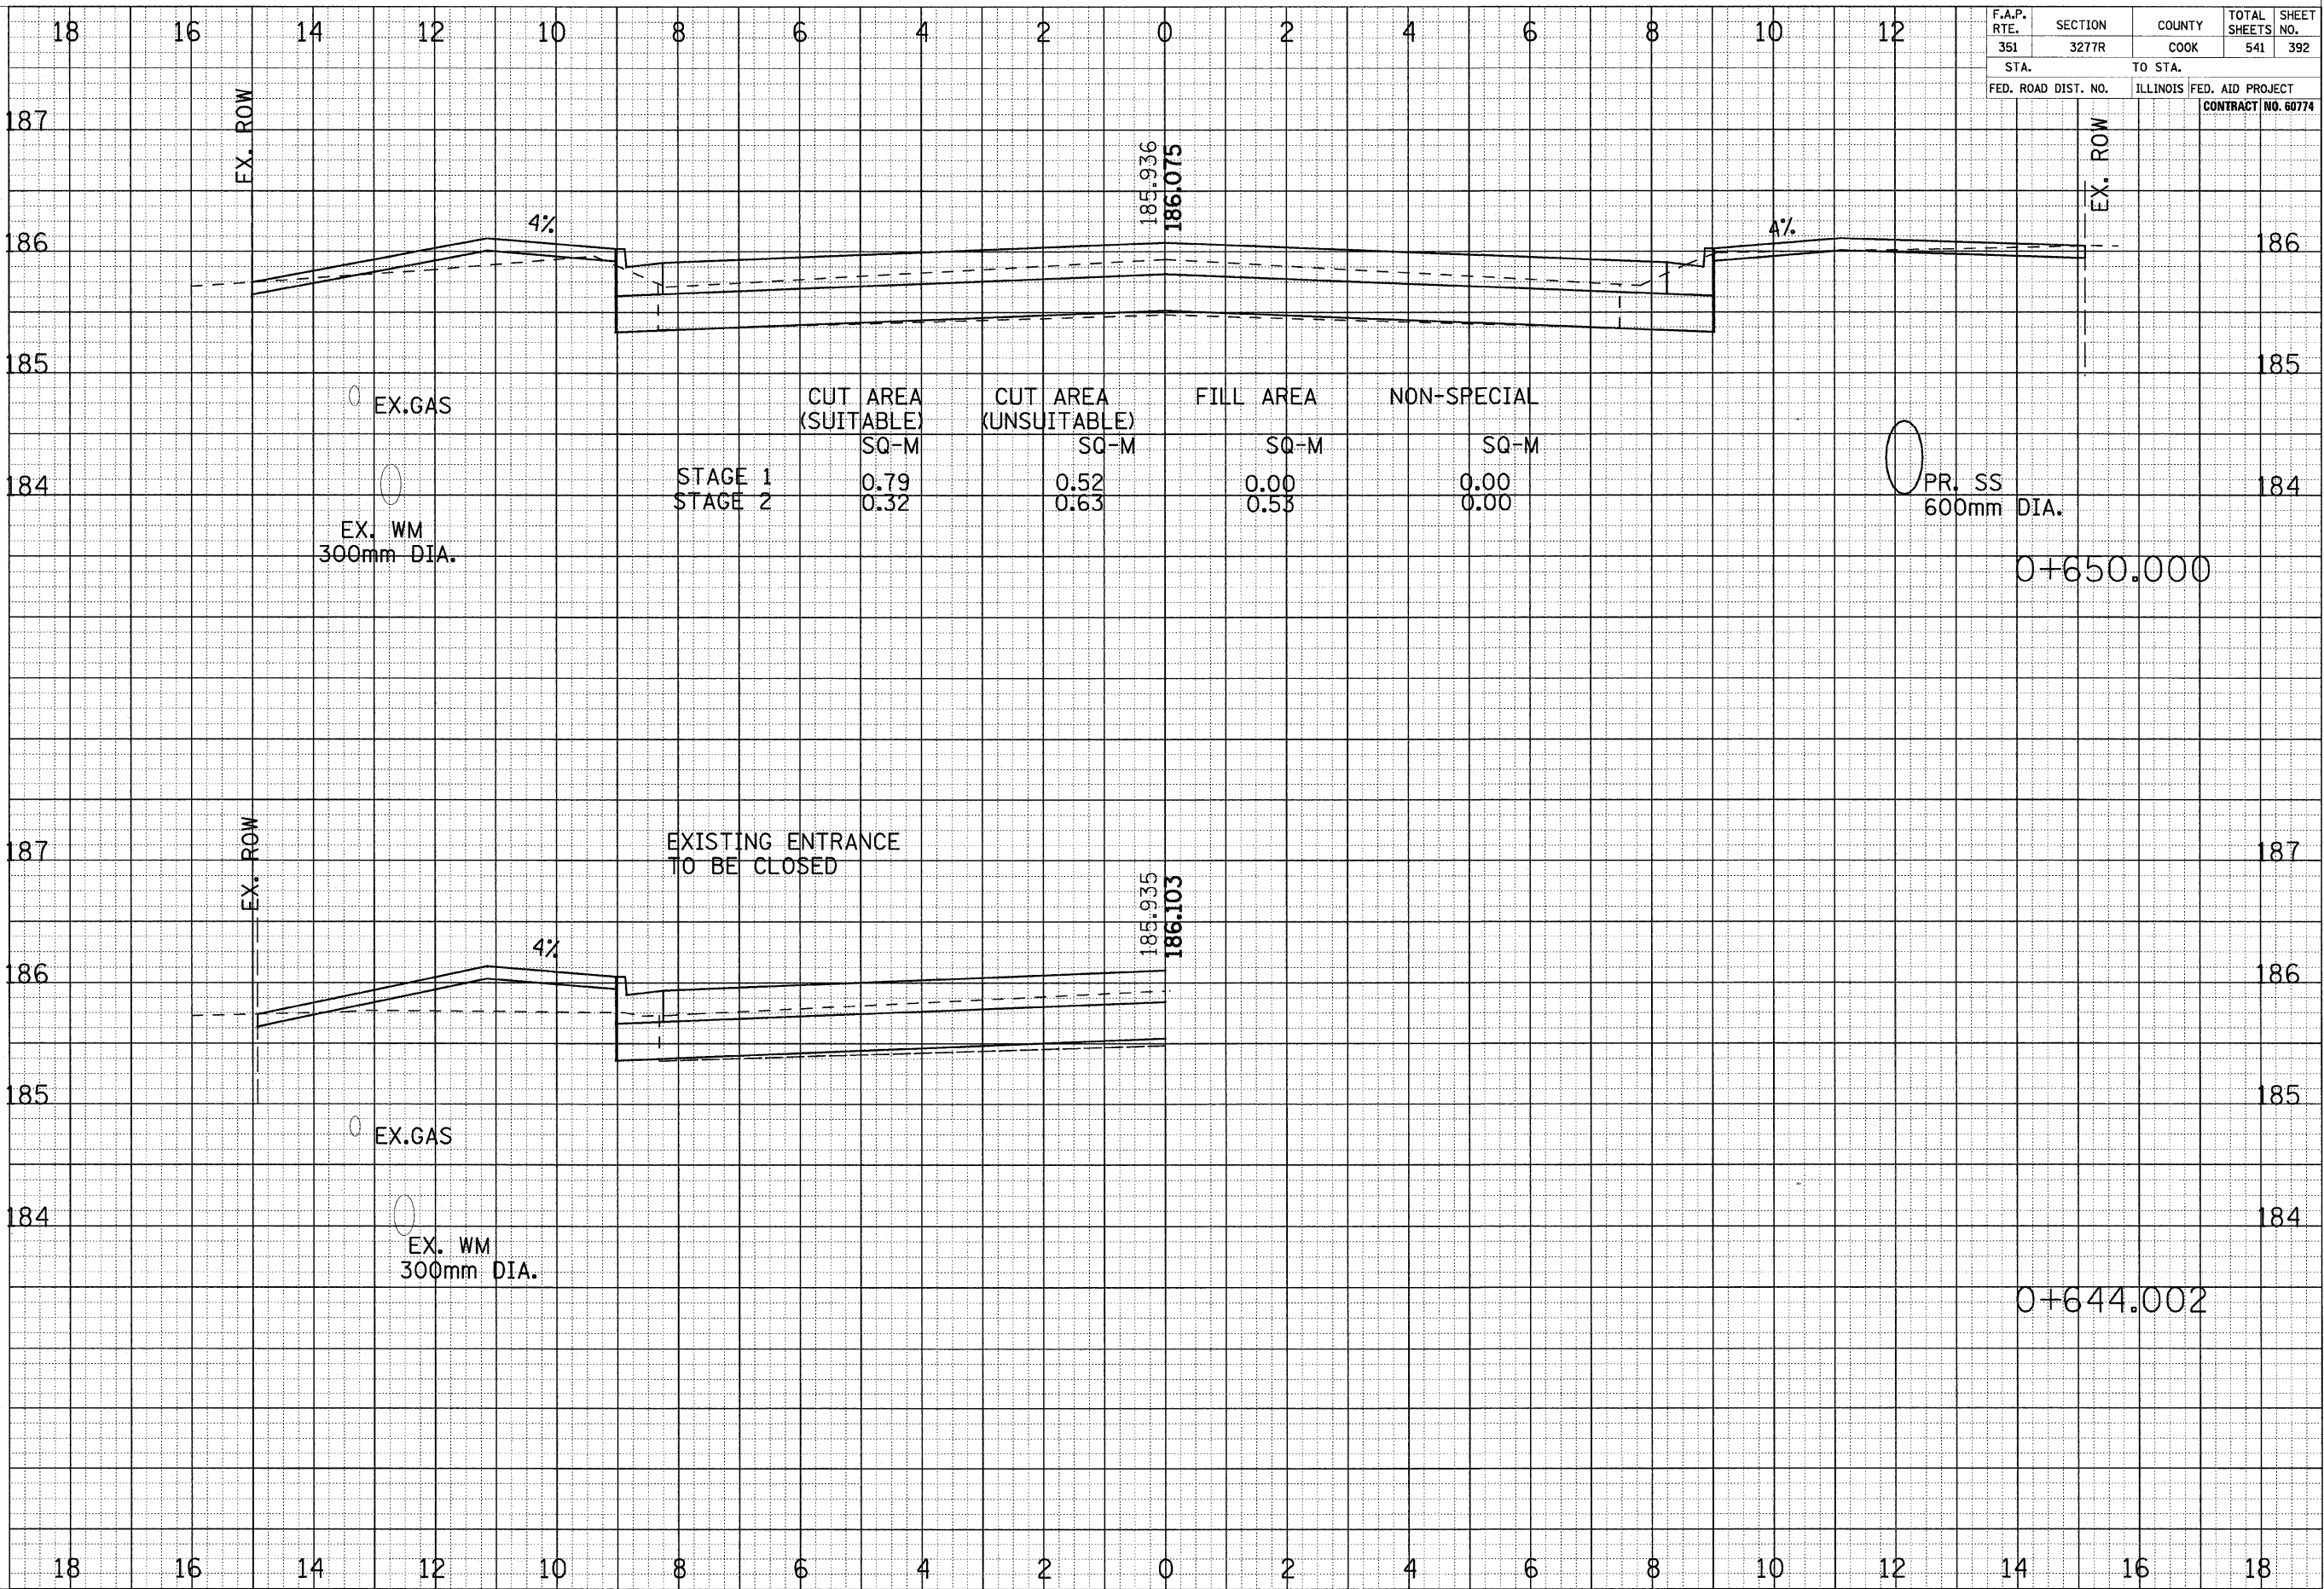 18 16 14 12 10 8 6 4 2 0 2 4 6 8 10 12
F.A.P. RTE. SECTION COUNTY TOTAL SHEETS SHEET NO.
351 3277R COOK 541 392
STA. TO STA.
FED. ROAD DIST. NO. ILLINOIS FED. AID PROJECT
CONTRACT NO. 60774
187
EX. ROW
185.936
186.075
EX. ROW
4%
4%
186 186
185 185
EX.GAS
CUT AREA CUT AREA FILL AREA NON-SPECIAL
(SUITABLE) (UNSUITABLE)
SQ-M SQ-M SQ-M SQ-M
STAGE 1 0.79 0.52 0.00 0.00
STAGE 2 0.32 0.63 0.53 0.00
184 184
EX. WM
300mm DIA.
PR. SS
600mm DIA.
0+650.000
187 187
EX. ROW
EXISTING ENTRANCE
TO BE CLOSED
185.935
186.103
4%
186 186
185 185
EX.GAS
184 184
EX. WM
300mm DIA.
0+644.002
18 16 14 12 10 8 6 4 2 0 2 4 6 8 10 12 14 16 18